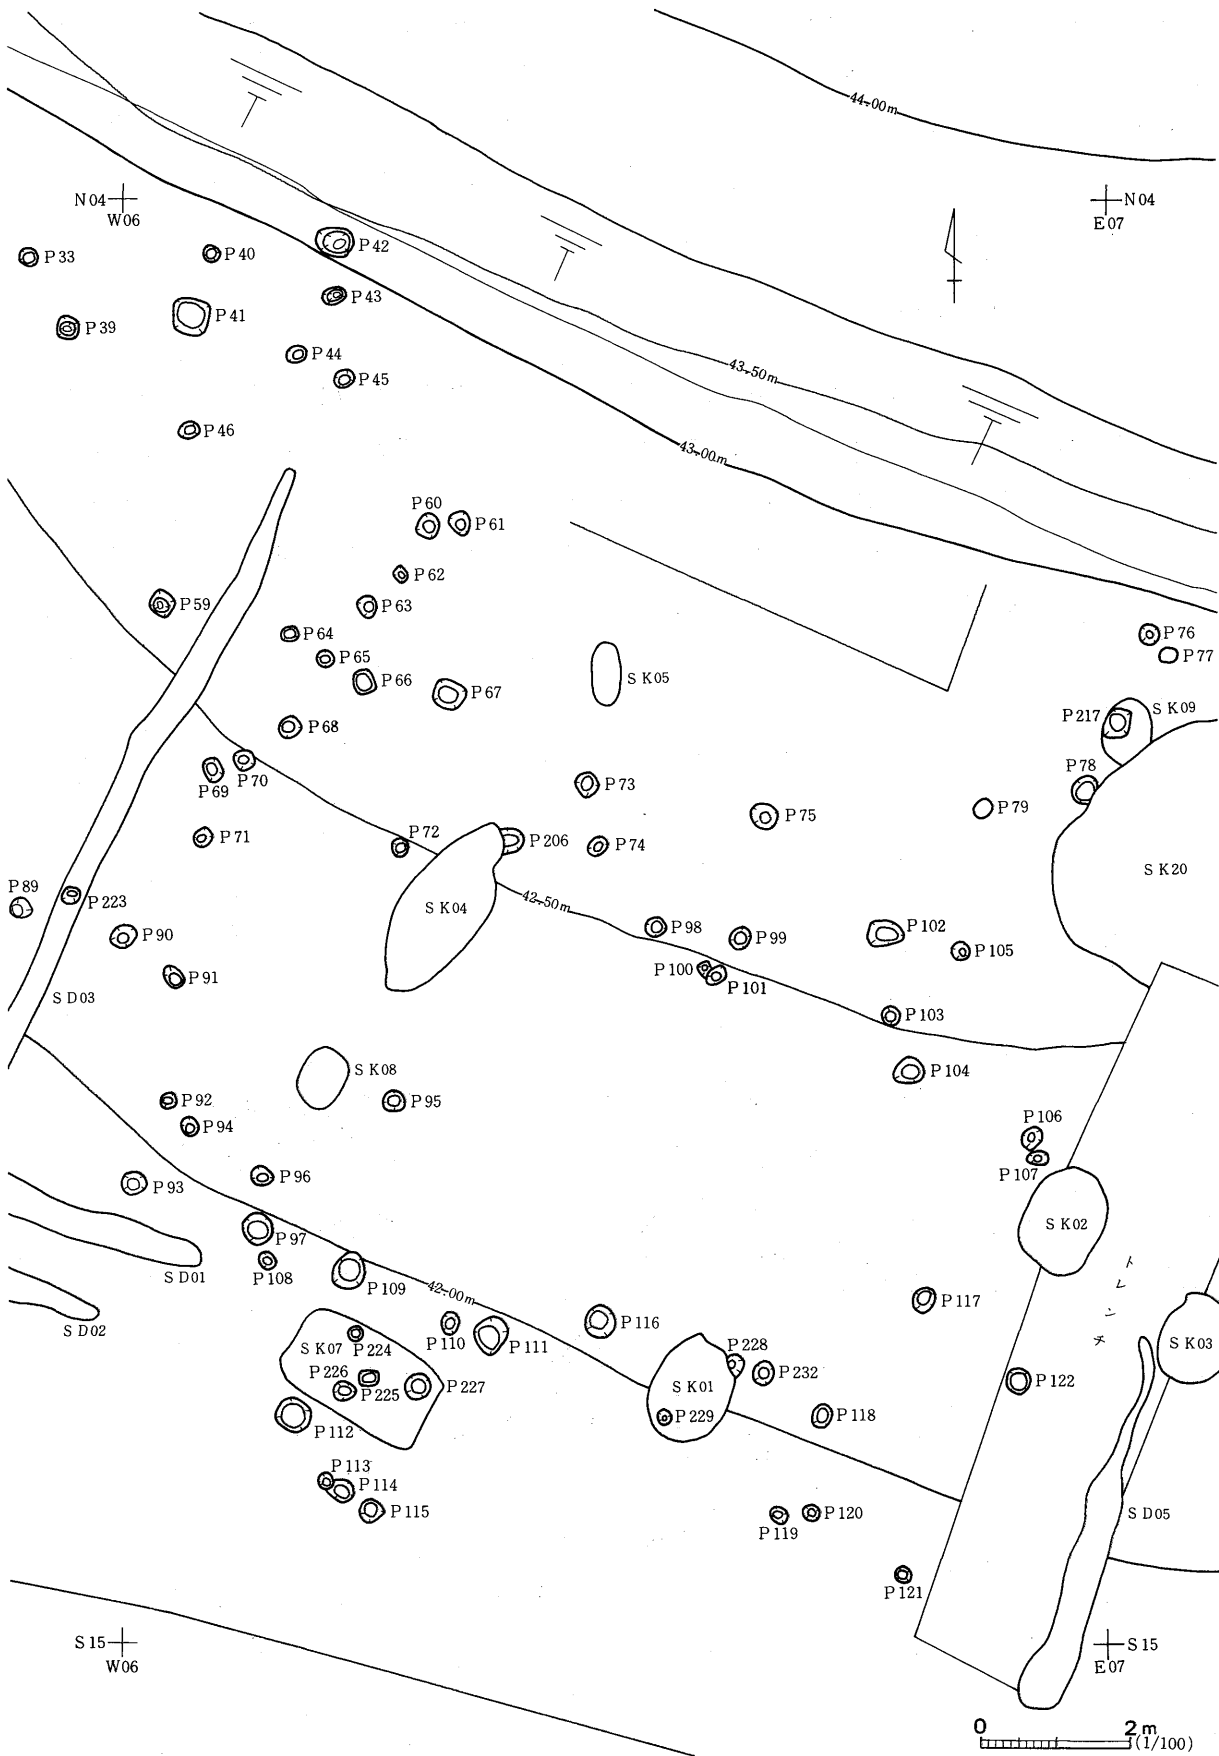 44.00m
N04
W06
N04
E07
P42
P33
P40
P43
P41
P39
P44
43.50m
P45
P46
43.00m
P60
P61
P62
P59
P63
P64
P76
P65
P77
P66
SK05
P67
SK09
P217
P68
P70
P69
P78
P73
P79
P75
P72
P71
P206
P74
SK20
P89
P223
42.50m
SK04
P98
P102
P90
P99
P105
P100
P91
P101
SD03
P103
SK08
P104
P92
P95
P106
P94
P107
P96
P93
SK02
P97
トレンチ
SD01
P108
P109
42.00m
P117
SD02
P110
P111
P116
SK07
P224
SK03
P228
P226
P232
P225
P227
SK01
P122
P229
P118
P112
P113
P114
P115
P120
P119
SD05
P121
S15
W06
S15
E07
0 2m
(1/100)